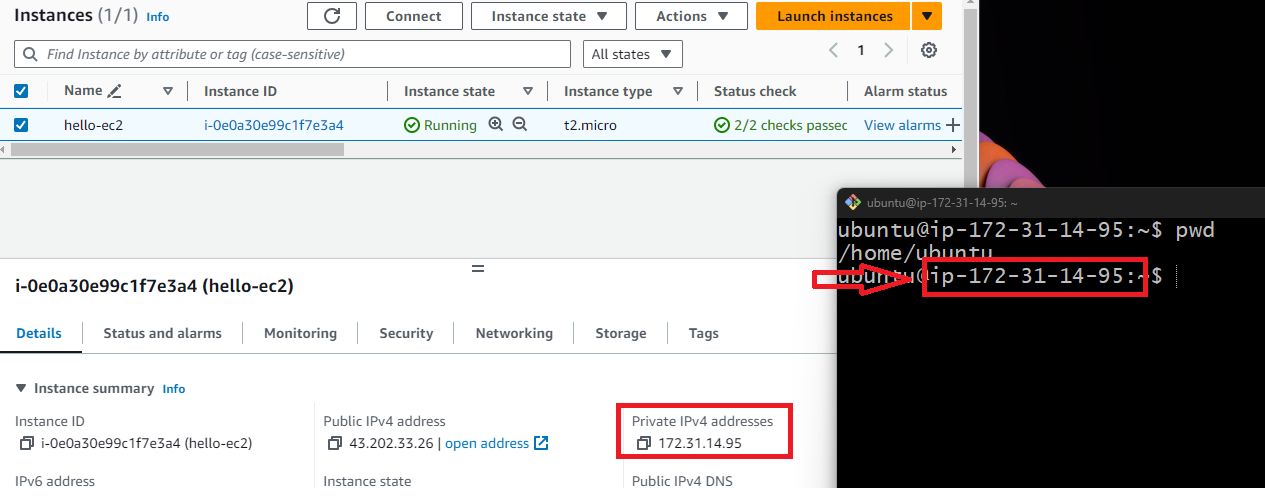 Instances (1/1) Info
Connect
Instance state
Actions
Launch instances
Find Instance by attribute or tag (case-sensitive)
All states
1
Name Instance ID Instance state Instance type Status check Alarm status
hello-ec2 i-0e0a30e99c1f7e3a4 Running t2.micro 2/2 checks passed View alarms
i-0e0a30e99c1f7e3a4 (hello-ec2)
Details Status and alarms Monitoring Security Networking Storage Tags
Instance summary Info
Instance ID
i-0e0a30e99c1f7e3a4 (hello-ec2)
Public IPv4 address
43.202.33.26 | open address
Private IPv4 addresses
172.31.14.95
IPv6 address
Instance state
Public IPv4 DNS
ubuntu@ip-172-31-14-95: ~
ubuntu@ip-172-31-14-95:~$ pwd
/home/ubuntu
ubuntu@ip-172-31-14-95:~$